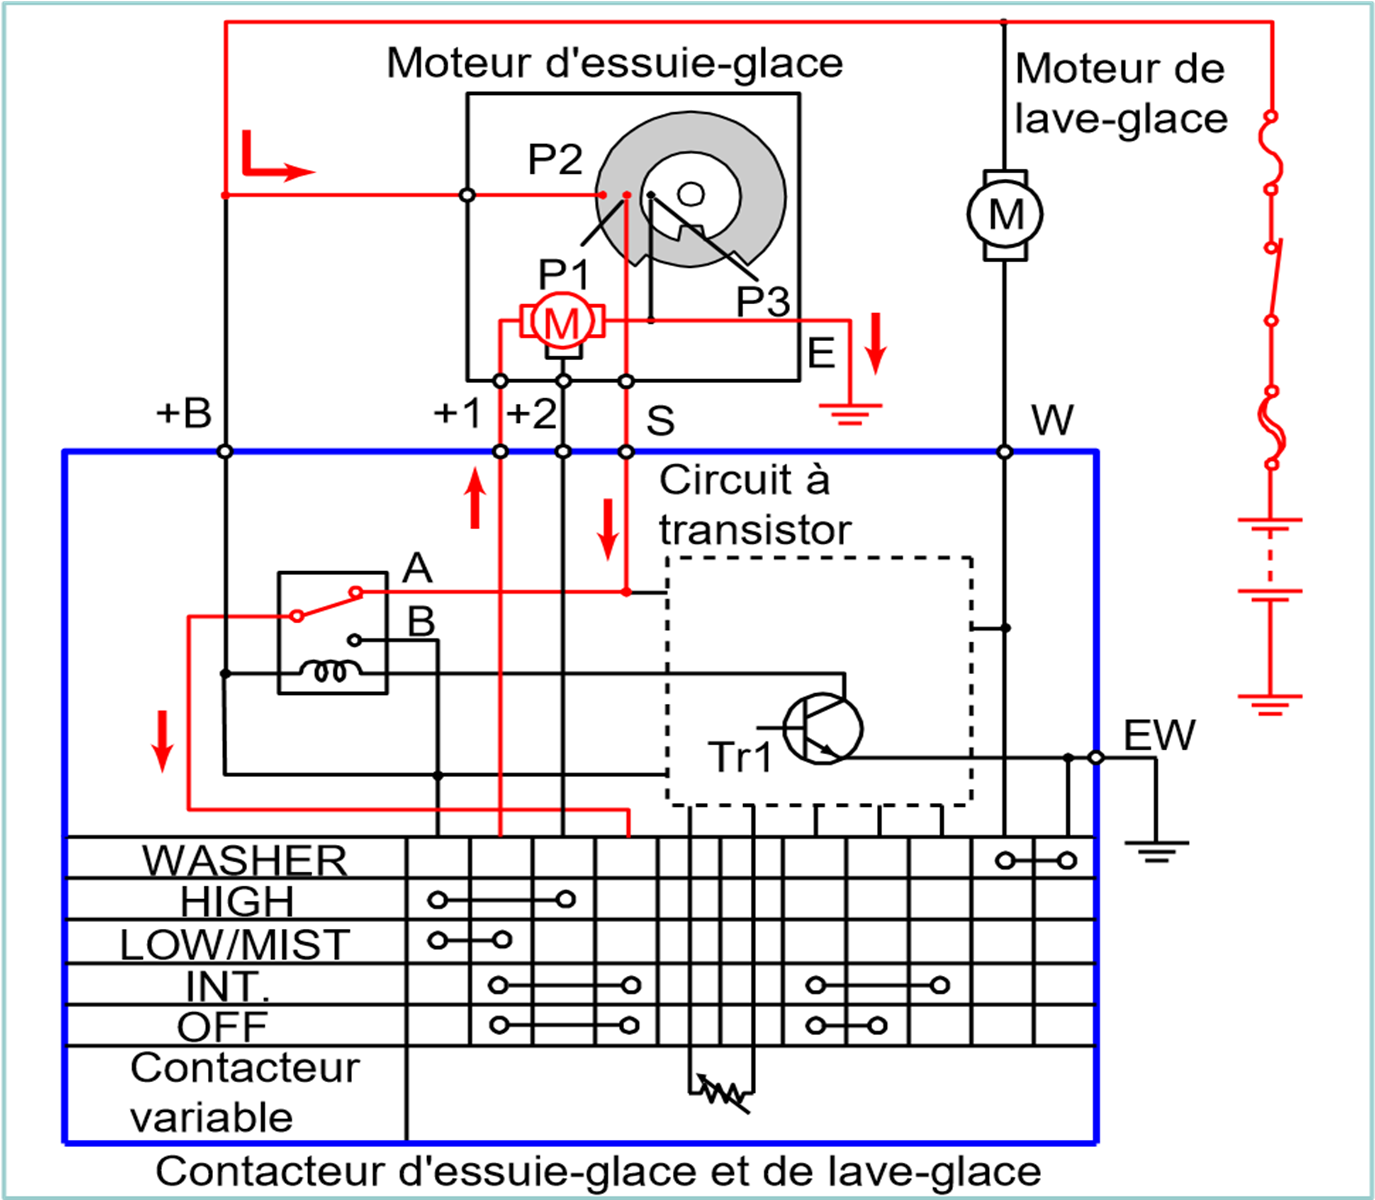 Moteur d'essuie-glace
Moteur de
lave-glace
P2
M
P1
M
P3
E
+B
+1
+2
S
W
Circuit à
transistor
A
B
Tr1
EW
WASHER
HIGH
LOW/MIST
INT.
OFF
Contacteur
variable
Contacteur d'essuie-glace et de lave-glace